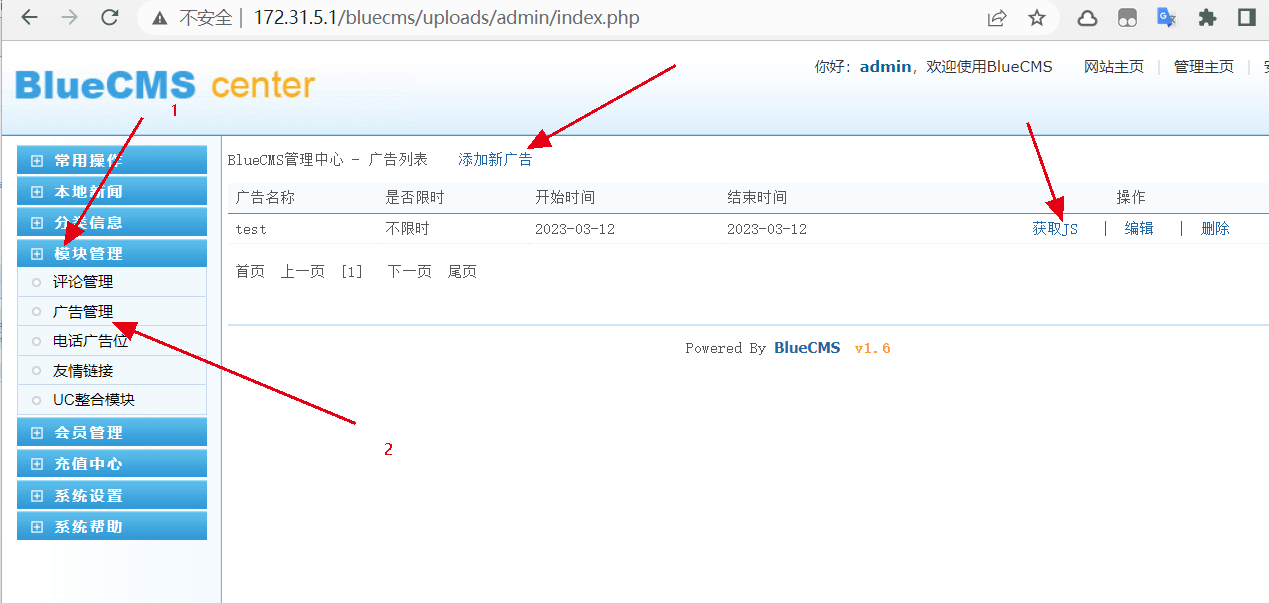 不安全 | 172.31.5.1/bluecms/uploads/admin/index.php
BlueCMS center
你好：admin，欢迎使用BlueCMS 网站主页 | 管理主页 |
1
常用操作
本地新闻
分类信息
模块管理
评论管理
广告管理
电话广告位
友情链接
UC整合模块
会员管理
充值中心
系统设置
系统帮助
BlueCMS管理中心 - 广告列表 添加新广告
广告名称 是否限时 开始时间 结束时间 操作
test 不限时 2023-03-12 2023-03-12 获取JS | 编辑 | 删除
首页 上一页 [1] 下一页 尾页
Powered By BlueCMS v1.6
2